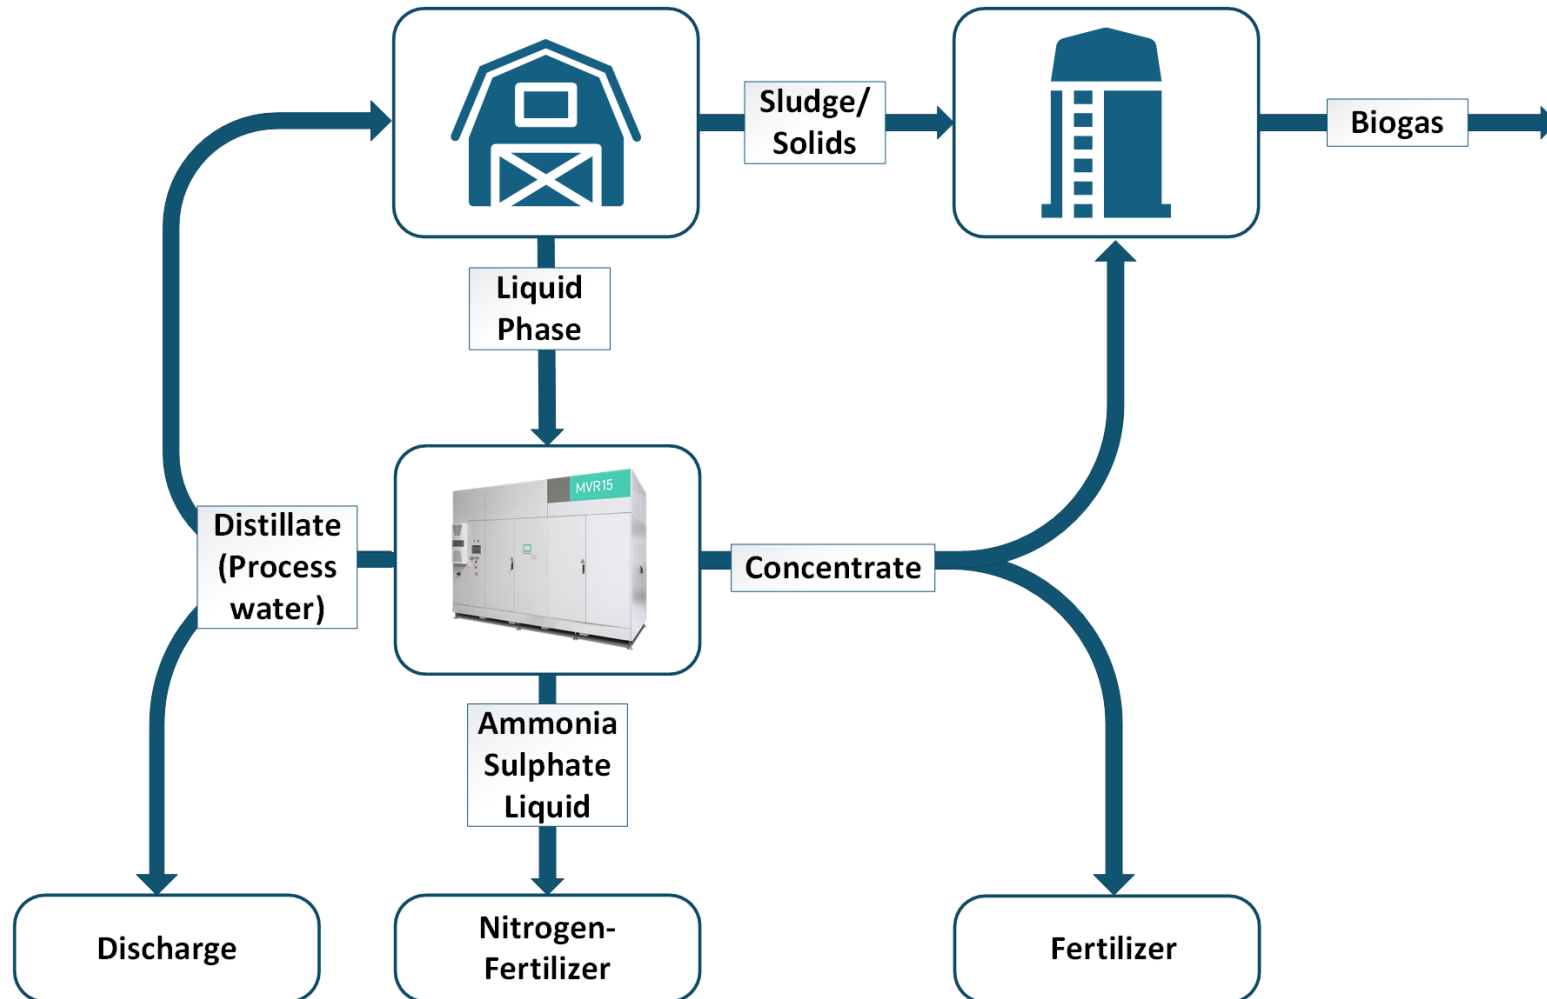 Sludge/
Solids
Biogas
Liquid
Phase
MVR15
Distillate
(Process
water)
Concentrate
Ammonia
Sulphate
Liquid
Discharge
Nitrogen-
Fertilizer
Fertilizer